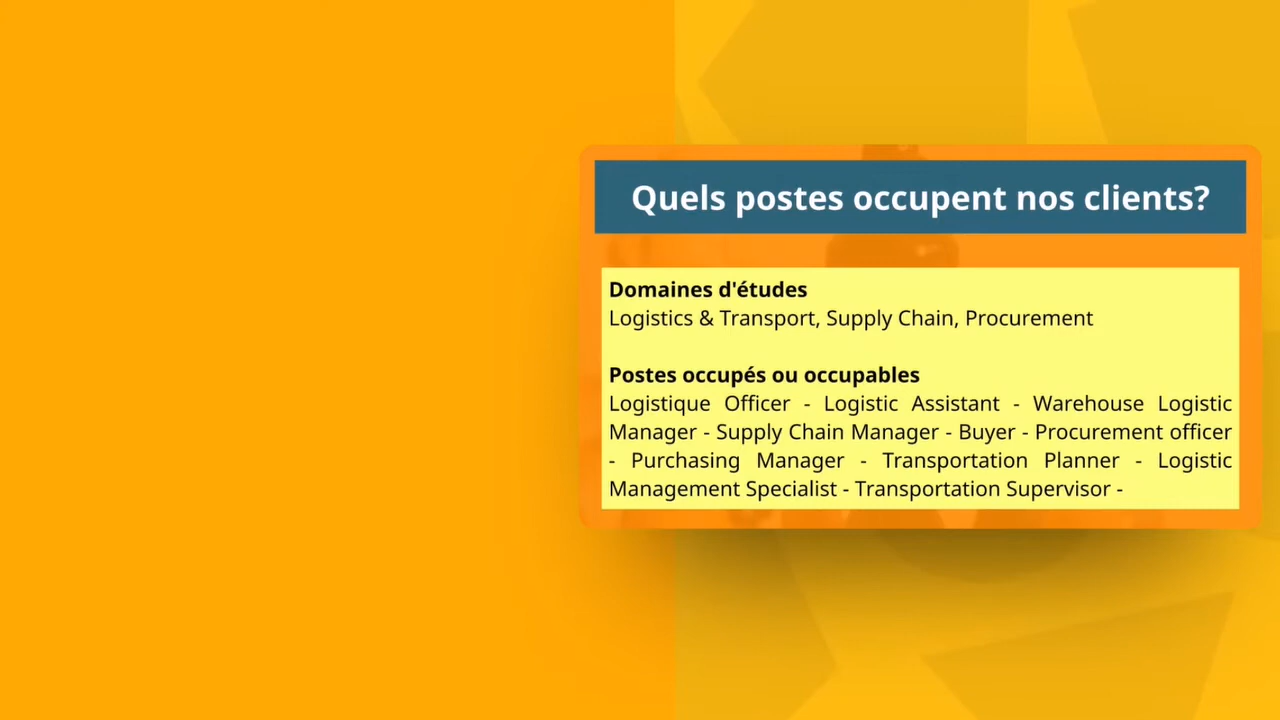 Quels postes occupent nos clients?
Domaines d'études
Logistics & Transport, Supply Chain, Procurement
Postes occupés ou occupables
Logistique Officer - Logistic Assistant - Warehouse Logistic
Manager - Supply Chain Manager - Buyer - Procurement officer
- Purchasing Manager - Transportation Planner - Logistic
Management Specialist - Transportation Supervisor -